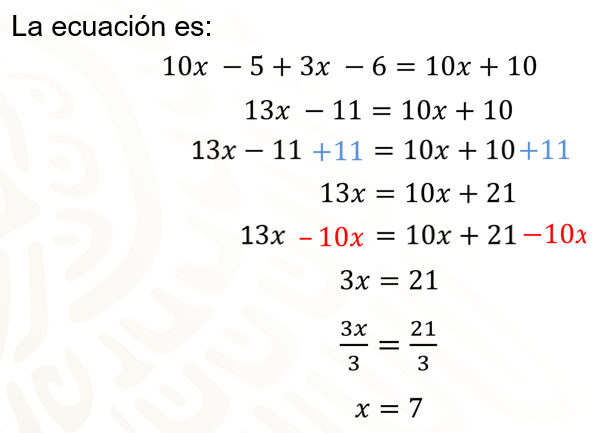 La ecuación es:
10x − 5 + 3x − 6 = 10x + 10
13x − 11 = 10x + 10
13x − 11 +11 = 10x + 10 +11
13x = 10x + 21
13x − 10x = 10x + 21 −10x
3x = 21
3x/3 = 21/3
x = 7